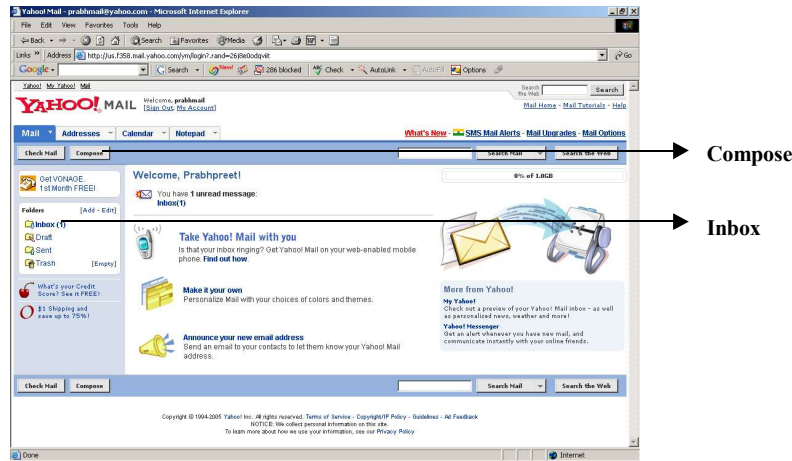 Yahoo! Mail - prabhmail@yahoo.com - Microsoft Internet Explorer
File Edit View Favorites Tools Help
Back Search Favorites Media
Links Address http://us.f358.mail.yahoo.com/ym/login?.rand=26j8e0odqviit Go
Google Search New! 286 blocked Check AutoLink AutoFill Options
Yahoo! My Yahoo! Mail Search the Web Search
YAHOO! MAIL Welcome, prabhmail [Sign Out, My Account] Mail Home - Mail Tutorials - Help
Mail Addresses Calendar Notepad What's New - SMS Mail Alerts - Mail Upgrades - Mail Options
Check Mail Compose Search Mail Search the Web
Compose
Get VONAGE. 1st Month FREE!
Welcome, Prabhpreet!
0% of 1.0GB
You have 1 unread message:
Inbox(1)
Folders [Add - Edit]
Inbox (1)
Inbox
Draft
Sent
Trash [Empty]
Take Yahoo! Mail with you
Is that your inbox ringing? Get Yahoo! Mail on your web-enabled mobile
phone. Find out how.
What's your Credit
Score? See it FREE!
$1 Shipping and
save up to 75%!
Make it your own
Personalize Mail with your choices of colors and themes.
Announce your new email address
Send an email to your contacts to let them know your Yahoo! Mail
address.
More from Yahoo!
My Yahoo!
Check out a preview of your Yahoo! Mail inbox - as well
as personalized news, weather and more!
Yahoo! Messenger
Get an alert whenever you have new mail, and
communicate instantly with your online friends.
Check Mail Compose Search Mail Search the Web
Copyright © 1994-2005 Yahoo! Inc. All rights reserved. Terms of Service - Copyright/IP Policy - Guidelines - Ad Feedback
NOTICE: We collect personal information on this site.
To learn more about how we use your information, see our Privacy Policy
Done Internet